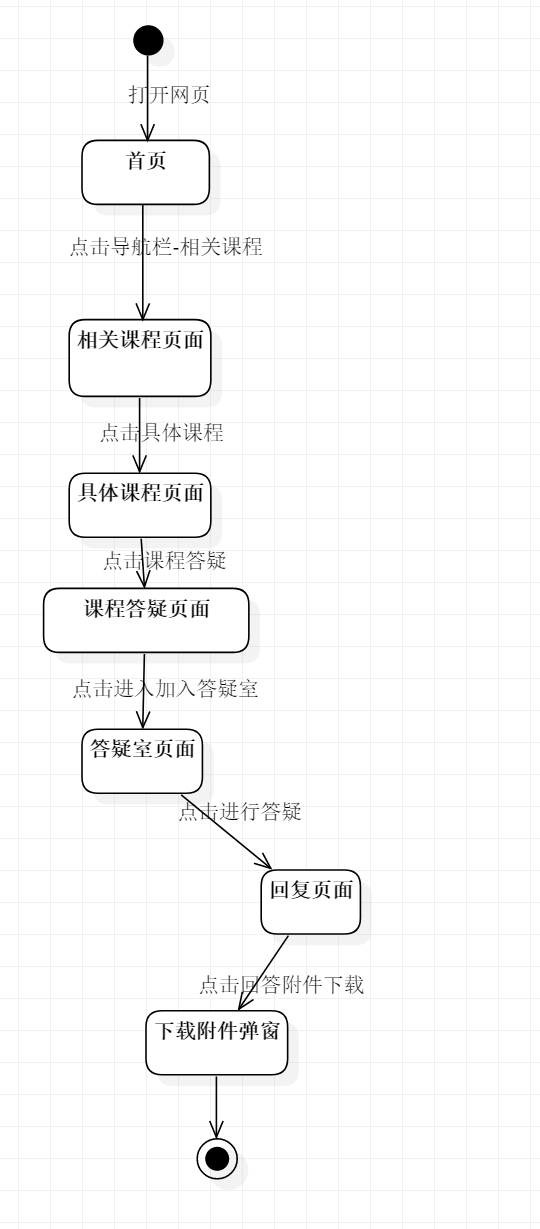 打开网页
首页
点击导航栏-相关课程
相关课程页面
点击具体课程
具体课程页面
点击课程答疑
课程答疑页面
点击进入加入答疑室
答疑室页面
点击进行答疑
回复页面
点击回答附件下载
下载附件弹窗